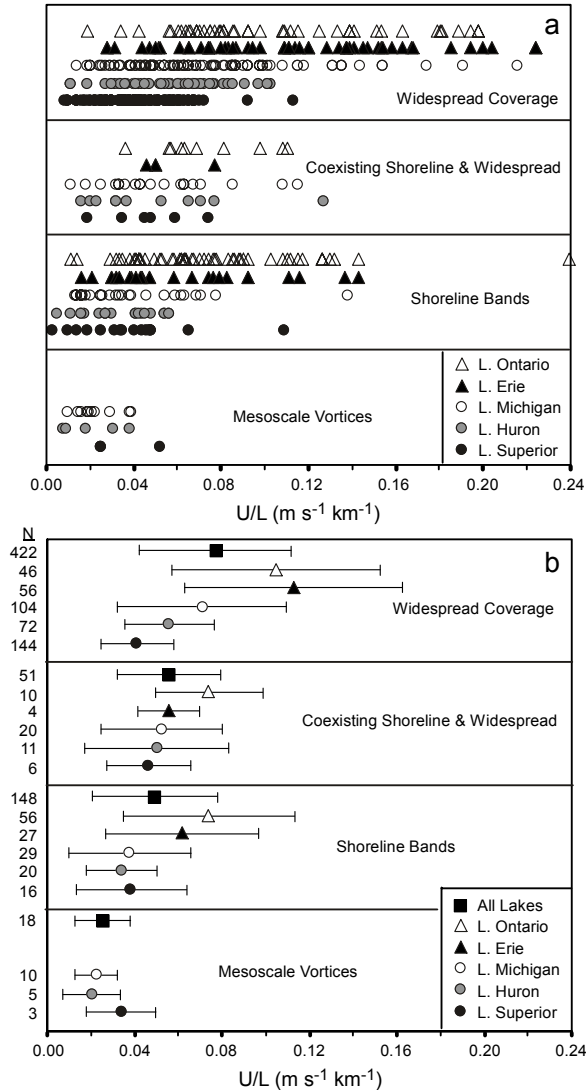 a
Widespread Coverage
Coexisting Shoreline & Widespread
Shoreline Bands
Mesoscale Vortices
L. Ontario
L. Erie
L. Michigan
L. Huron
L. Superior
0.00 0.04 0.08 0.12 0.16 0.20 0.24
U/L (m s⁻¹ km⁻¹)
N
b
422
46
56
104
72
144
Widespread Coverage
51
10
4
20
11
6
Coexisting Shoreline & Widespread
148
56
27
29
20
16
Shoreline Bands
18
10
5
3
Mesoscale Vortices
All Lakes
L. Ontario
L. Erie
L. Michigan
L. Huron
L. Superior
0.00 0.04 0.08 0.12 0.16 0.20 0.24
U/L (m s⁻¹ km⁻¹)